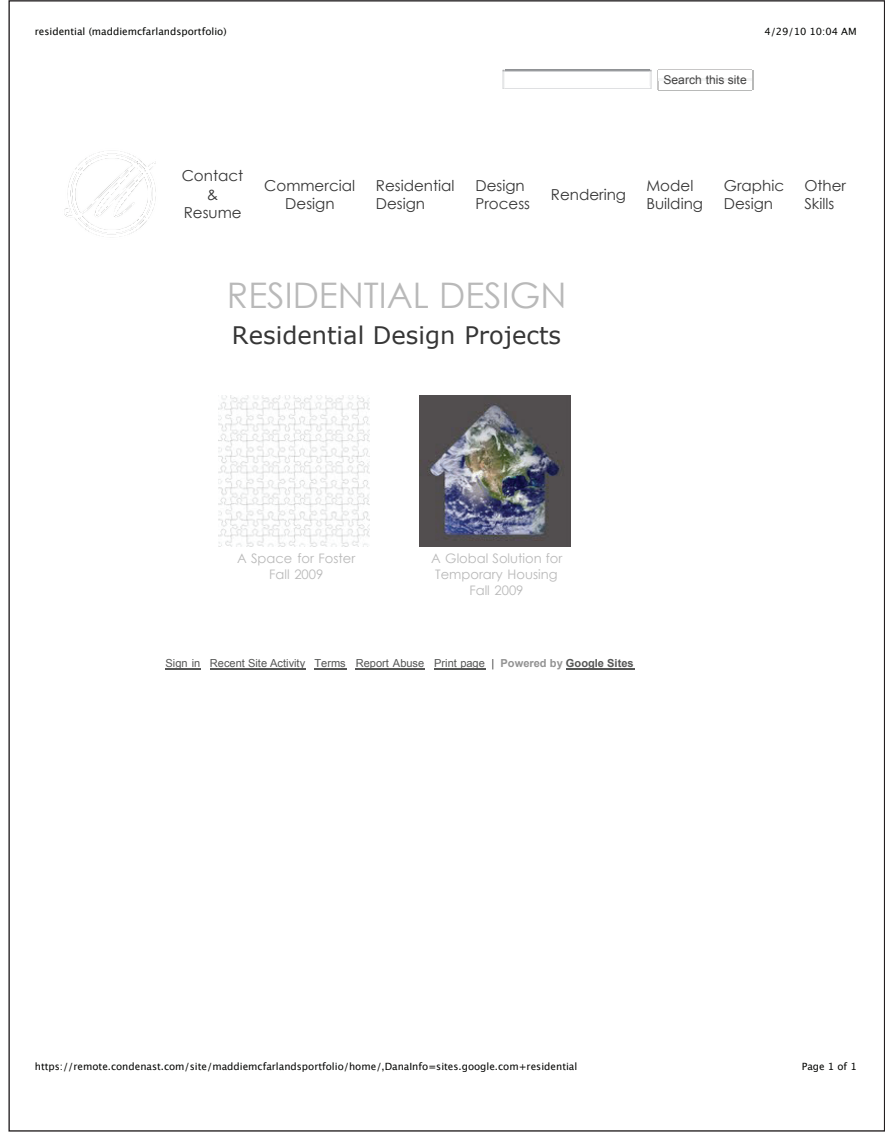 residential (maddiemcfarlandsportfolio) 4/29/10 10:04 AM
Search this site
Contact
&
Resume
Commercial
Design
Residential
Design
Design
Process
Rendering
Model
Building
Graphic
Design
Other
Skills
RESIDENTIAL DESIGN
Residential Design Projects
A Space for Foster
Fall 2009
A Global Solution for
Temporary Housing
Fall 2009
Sign in Recent Site Activity Terms Report Abuse Print page | Powered by Google Sites
https://remote.condenast.com/site/maddiemcfarlandsportfolio/home/,DanaInfo=sites.google.com+residential Page 1 of 1